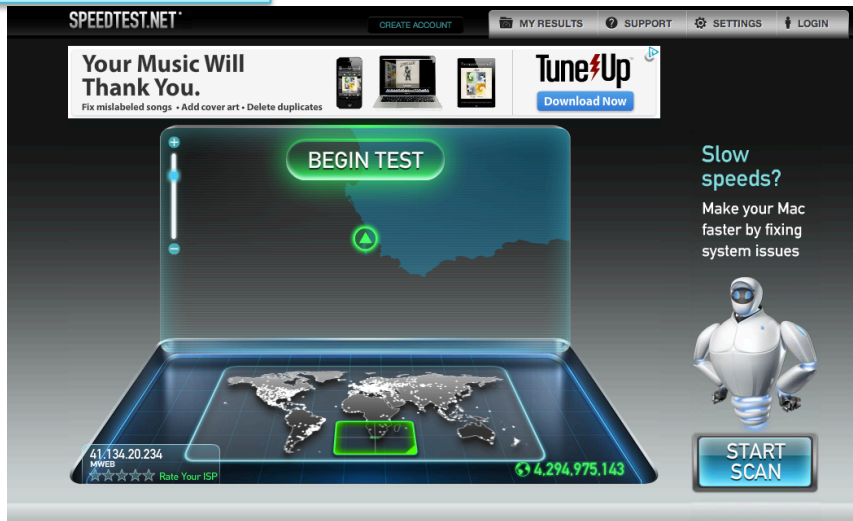 SPEEDTEST.NET
CREATE ACCOUNT
MY RESULTS
SUPPORT
SETTINGS
LOGIN
Your Music Will
Thank You.
Fix mislabeled songs • Add cover art • Delete duplicates
TuneUp
Download Now
BEGIN TEST
Slow
speeds?
Make your Mac
faster by fixing
system issues
START
SCAN
41.134.20.234
MWEB
Rate Your ISP
4,294,975,143